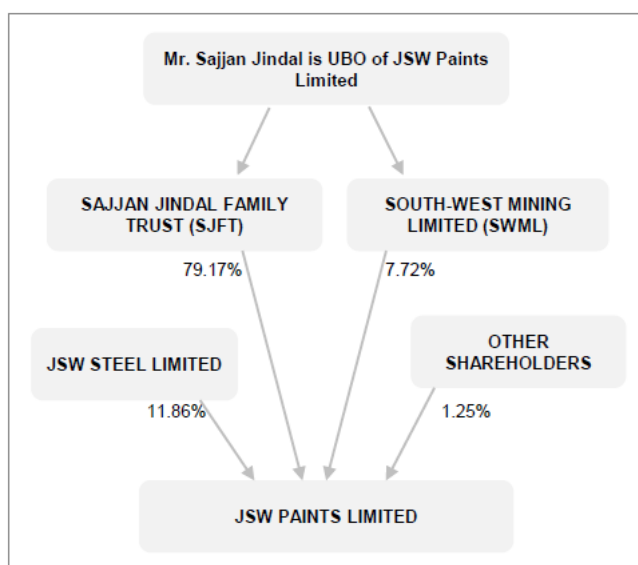 Mr. Sajjan Jindal is UBO of JSW Paints
Limited
SAJJAN JINDAL FAMILY
TRUST (SJFT)
SOUTH-WEST MINING
LIMITED (SWML)
79.17%
7.72%
JSW STEEL LIMITED
OTHER
SHAREHOLDERS
11.86%
1.25%
JSW PAINTS LIMITED